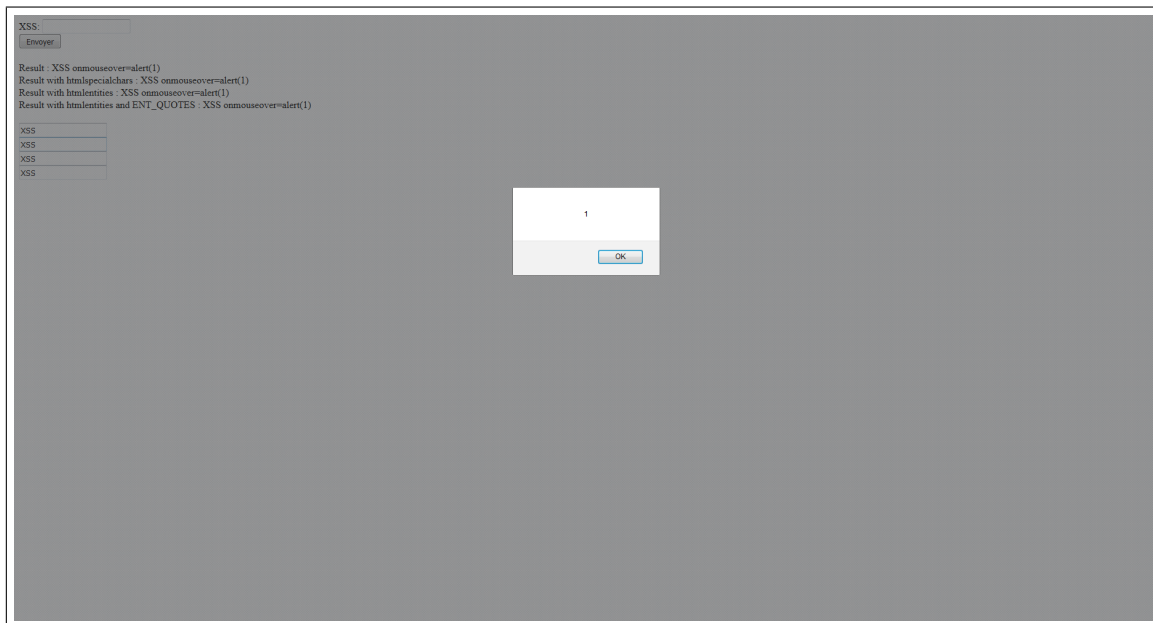 XSS:
Envoyer
Result : XSS onmouseover=alert(1)
Result with htmlspecialchars : XSS onmouseover=alert(1)
Result with htmlentities : XSS onmouseover=alert(1)
Result with htmlentities and ENT_QUOTES : XSS onmouseover=alert(1)
XSS
XSS
XSS
XSS
1
OK